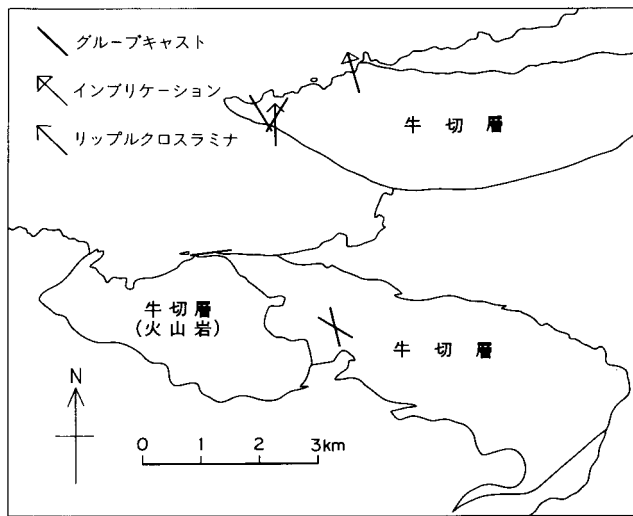 グルーブキャスト
インブリケーション
リップルクロスラミナ
牛切層
牛切層
(火山岩)
牛切層
N
0 1 2 3km